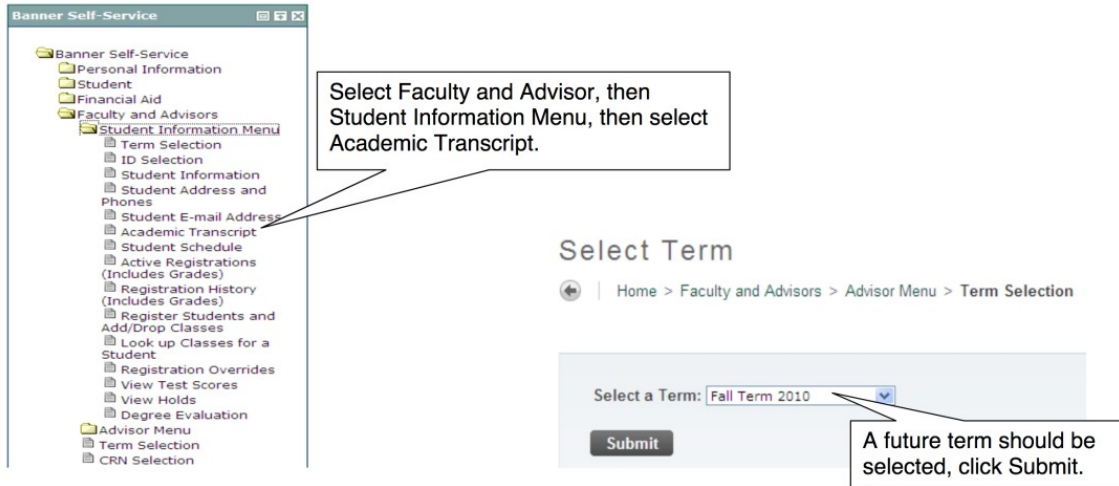 Banner Self-Service
Banner Self-Service
Personal Information
Student
Financial Aid
Faculty and Advisors
Student Information Menu
Term Selection
ID Selection
Student Information
Student Address and
Phones
Student E-mail Address
Academic Transcript
Student Schedule
Active Registrations
(Includes Grades)
Registration History
(Includes Grades)
Register Students and
Add/Drop Classes
Look up Classes for a
Student
Registration Overrides
View Test Scores
View Holds
Degree Evaluation
Advisor Menu
Term Selection
CRN Selection
Select Faculty and Advisor, then
Student Information Menu, then select
Academic Transcript.
Select Term
Home > Faculty and Advisors > Advisor Menu > Term Selection
Select a Term: Fall Term 2010
Submit
A future term should be
selected, click Submit.